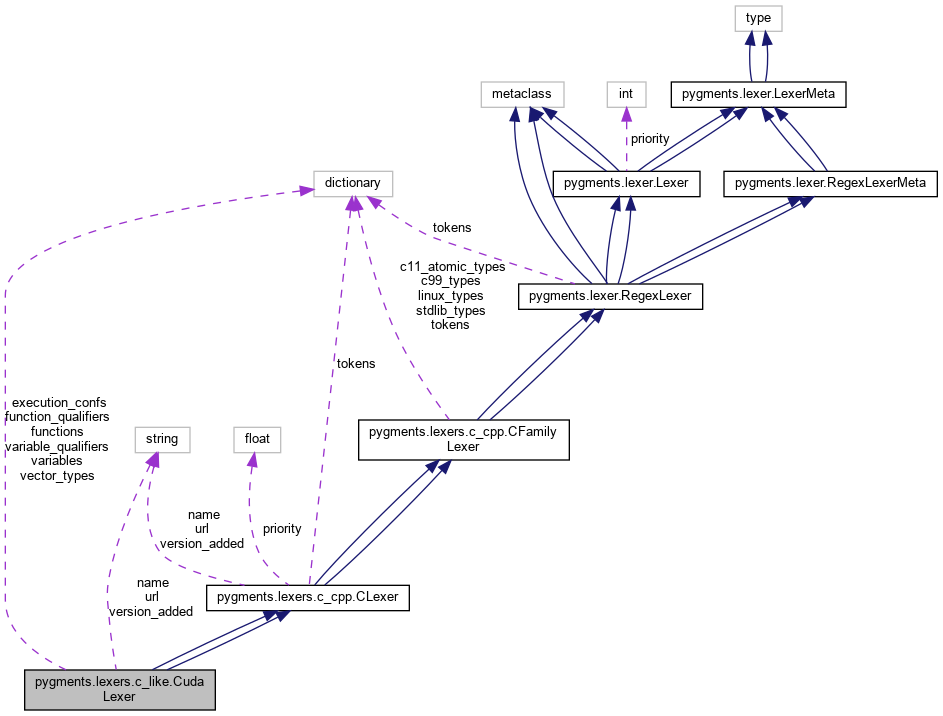 type
metaclass
int
pygments.lexer.LexerMeta
priority
dictionary
pygments.lexer.Lexer
pygments.lexer.RegexLexerMeta
tokens
c11_atomic_types
c99_types
linux_types
stdlib_types
tokens
pygments.lexer.RegexLexer
tokens
execution_confs
function_qualifiers
functions
variable_qualifiers
variables
vector_types
string
float
pygments.lexers.c_cpp.CFamily
Lexer
name
url
version_added
priority
name
url
version_added
pygments.lexers.c_cpp.CLexer
pygments.lexers.c_like.Cuda
Lexer